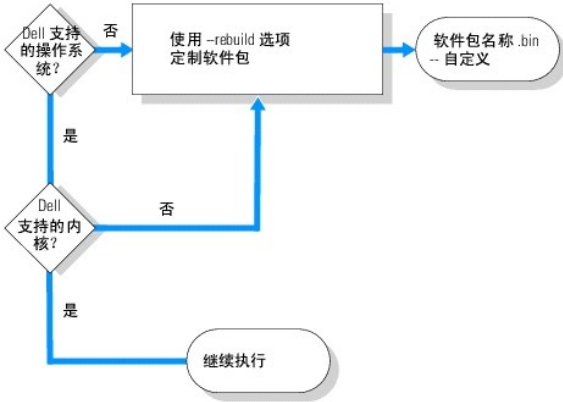 Dell 支持
的操作系
统？
否
使用 –rebuild 选项
定制软件包
软件包名称 .bin
-- 自定义
是
Dell
支持的内
核？
否
是
继续执行